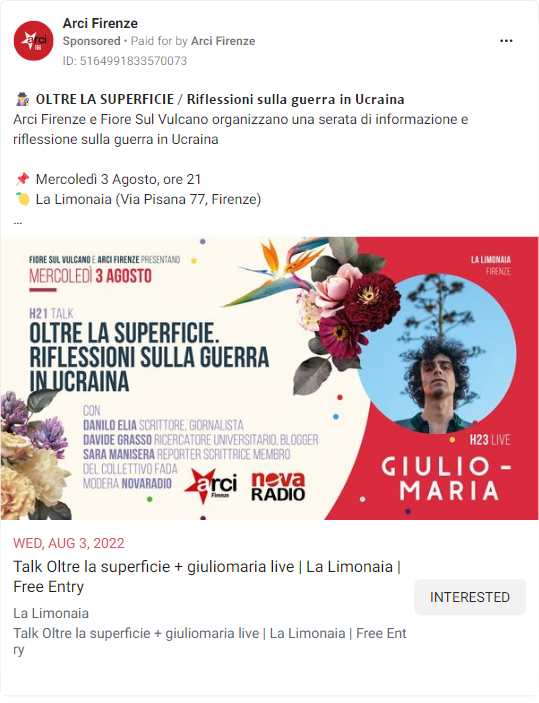 Arci Firenze
Sponsored • Paid for by Arci Firenze
ID: 5164991833570073
OLTRE LA SUPERFICIE / Riflessioni sulla guerra in Ucraina
Arci Firenze e Fiore Sul Vulcano organizzano una serata di informazione e
riflessione sulla guerra in Ucraina
Mercoledì 3 Agosto, ore 21
La Limonaia (Via Pisana 77, Firenze)
...
FIORE SUL VULCANO E ARCI FIRENZE PRESENTANO
MERCOLEDÌ 3 AGOSTO
H21 TALK
OLTRE LA SUPERFICIE.
RIFLESSIONI SULLA GUERRA
IN UCRAINA
CON
DANILO ELIA SCRITTORE, GIORNALISTA
DAVIDE GRASSO RICERCATORE UNIVERSITARIO, BLOGGER
SARA MANISERA REPORTER SCRITTRICE MEMBRO
DEL COLLETTIVO FADA
MODERA NOVARADIO
arci
Firenze
nova
RADIO
LA LIMONAIA
FIRENZE
H23 LIVE
GIULIO-
MARIA
WED, AUG 3, 2022
Talk Oltre la superficie + giuliomaria live | La Limonaia |
Free Entry
INTERESTED
La Limonaia
Talk Oltre la superficie + giuliomaria live | La Limonaia | Free Ent
ry